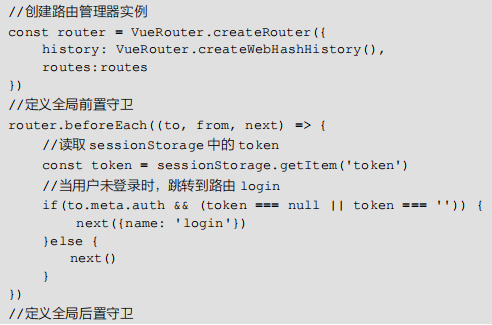 //创建路由管理器实例
const router = VueRouter.createRouter({
    history: VueRouter.createWebHashHistory(),
    routes:routes
})
//定义全局前置守卫
router.beforeEach((to, from, next) => {
    //读取 sessionStorage 中的 token
    const token = sessionStorage.getItem('token')
    //当用户未登录时，跳转到路由 login
    if(to.meta.auth && (token === null || token === '')) {
        next({name: 'login'})
    }else {
       next()
    }
})
//定义全局后置守卫